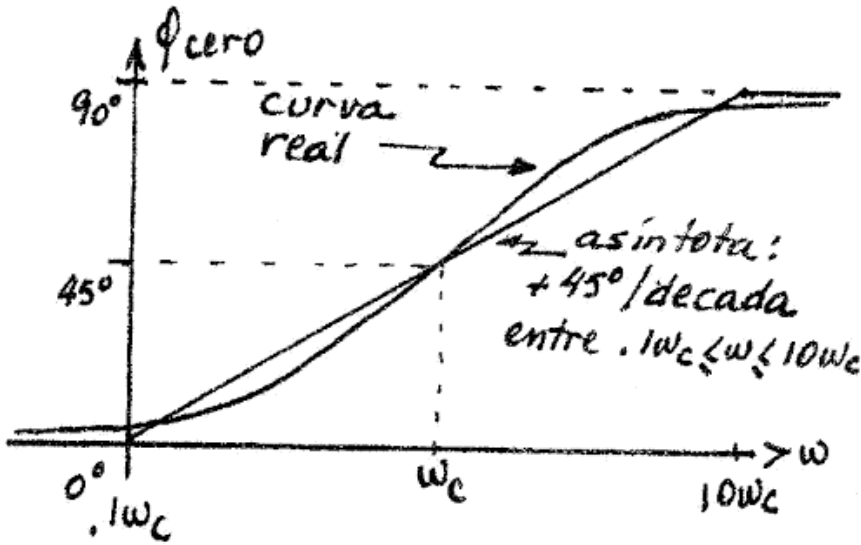 φcero
90°
curva
real
45°
asintota:
+45°/decada
entre .1ωc ≤ ω ≤ 10ωc
0°
.1ωc
ωc
10ωc
ω